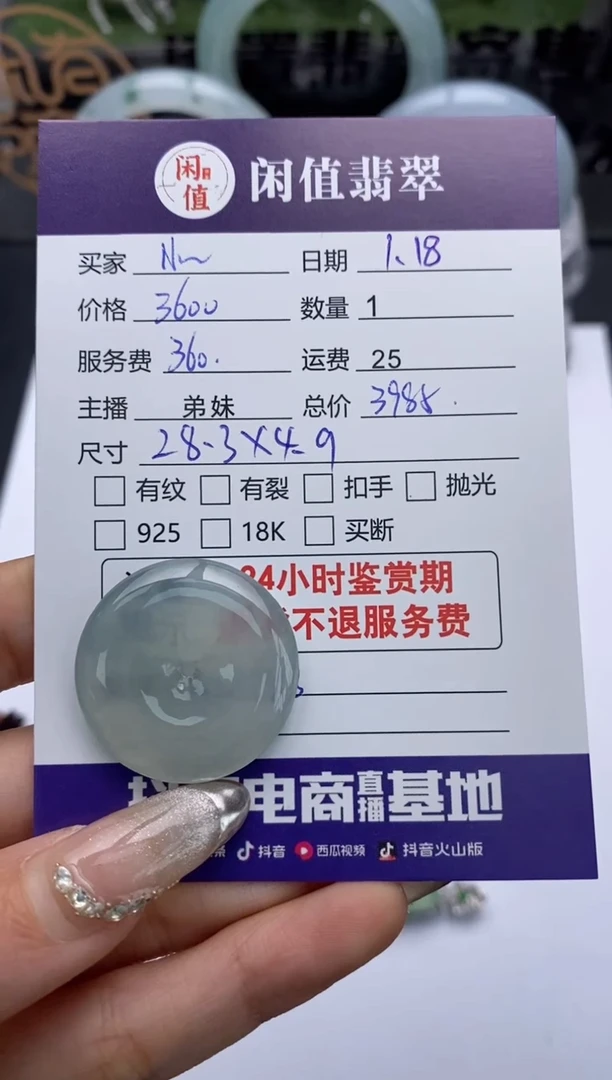 闲值
闲值翡翠
买家 日期 1.18
价格 3600 数量 1
服务费 360. 运费 25
主播 弟妹 总价 3985.
尺寸 28.3X4.9
有纹 有裂 扣手 抛光
925 18K 买断
24小时鉴赏期
不退服务费
电商直播基地
抖音 西瓜视频 抖音火山版